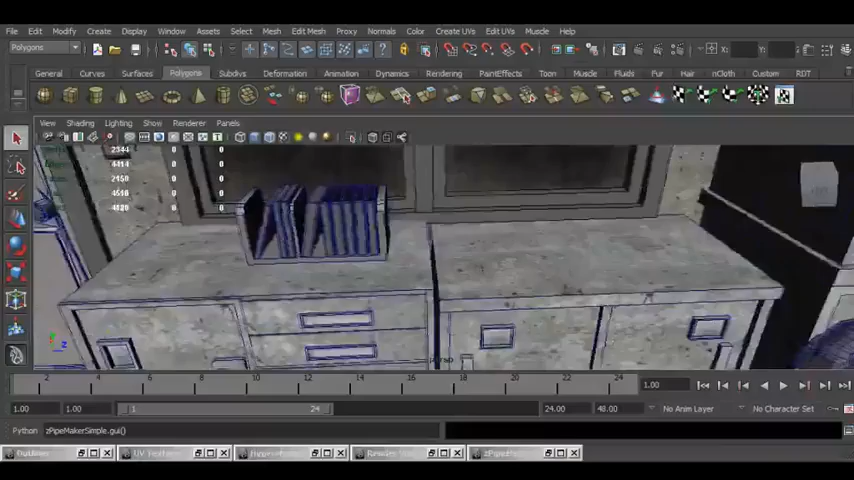 File Edit Modify Create Display Window Assets Select Mesh Edit Mesh Proxy Normals Color Create UVs Edit UVs Muscle Help
Polygons X: Y:
General Curves Surfaces Polygons Subdivs Deformation Animation Dynamics Rendering PaintEffects Toon Muscle Fluids Fur Hair nCloth Custom RDT
View Shading Lighting Show Renderer Panels
2344 0 0
4414 0 0
2158 0 0
4516 0 0
4128 0 0
persp
2 4 6 8 10 12 14 16 18 20 22 24 1.00
1.00 1.00 1 24 24.00 48.00 No Anim Layer No Character Set
Python zPipeMakerSimple.gui()